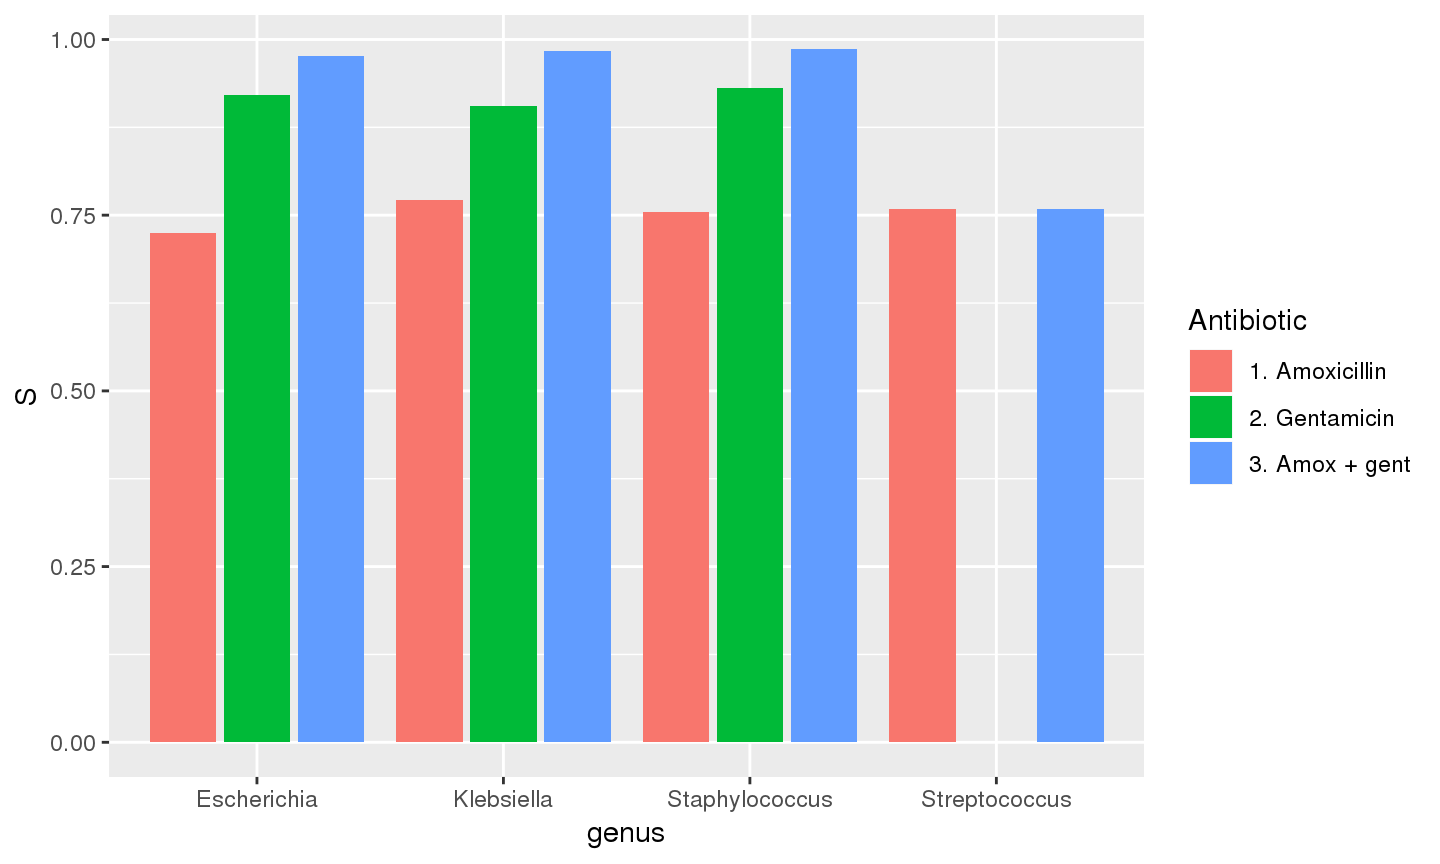 1.00
0.75
0.50
0.25
0.00
S
Escherichia
Klebsiella
Staphylococcus
Streptococcus
genus
Antibiotic
1. Amoxicillin
2. Gentamicin
3. Amox + gent